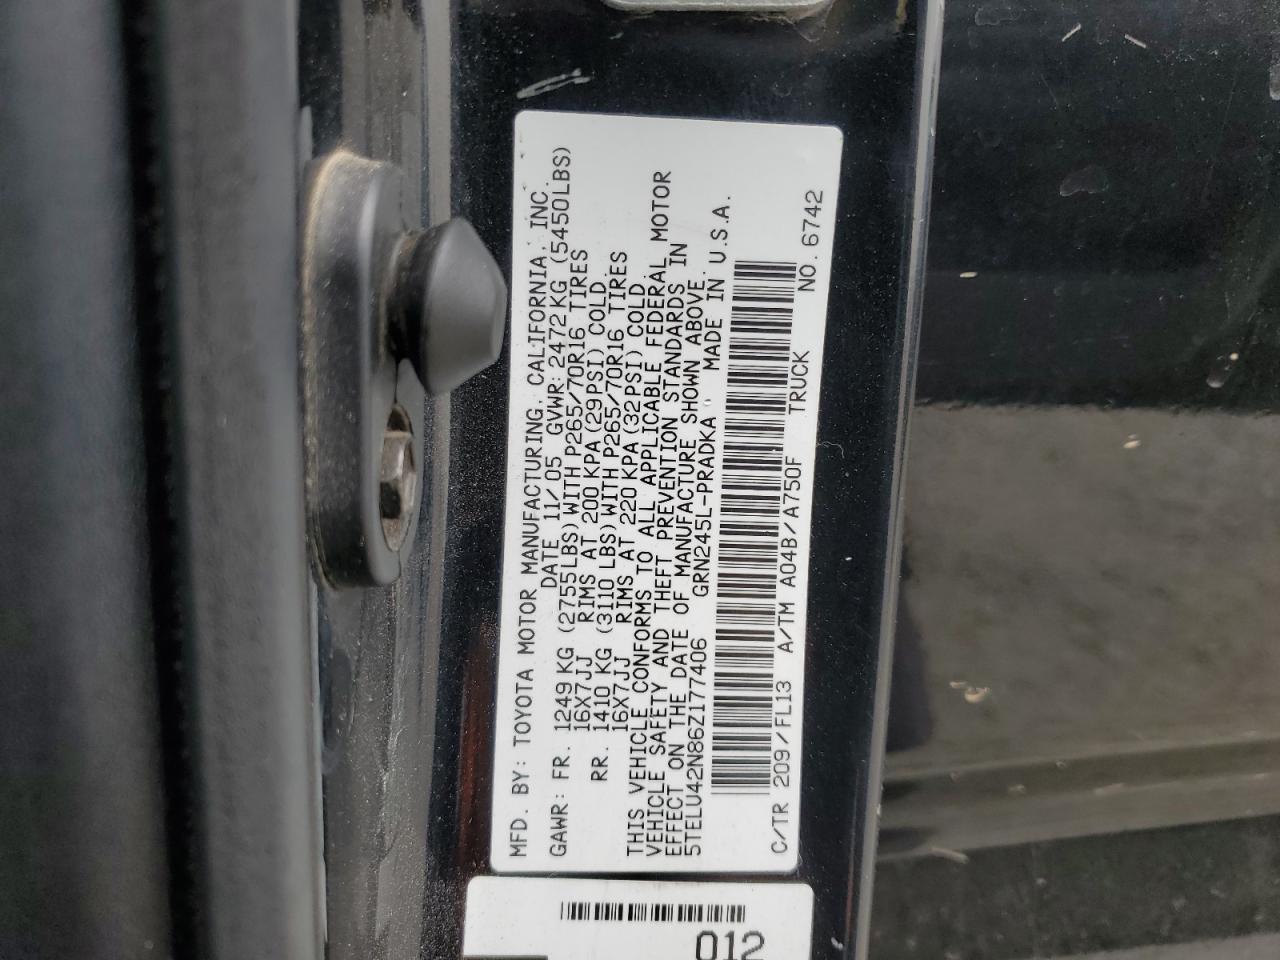 MFD. BY: TOYOTA MOTOR MANUFACTURING, CALIFORNIA, INC.
DATE 11/05 GVWR: 2472KG (5450LBS)
GAWR: FR. 1249KG (2755LBS)WITH P265/70R16 TIRES
16X7JJ RIMS AT 200 KPA(29PSI) COLD.
RR. 1410 KG (3110 LBS)WITH P265/70R16 TIRES
16X7JJ RIMS AT 220 KPA(32PSI) COLD.
THIS VEHICLE CONFORMS TO ALL APPLICABLE FEDERAL MOTOR
VEHICLE SAFETY AND THEFT PREVENTION STANDARDS IN
EFFECT ON THE DATE OF MANUFACTURE SHOWN ABOVE.
5TELU42N86Z177406 GRN245L-PRADKA MADE IN U.S.A.
C/TR 209/FL13 A/TM A04B/A750F TRUCK NO. 6742
012